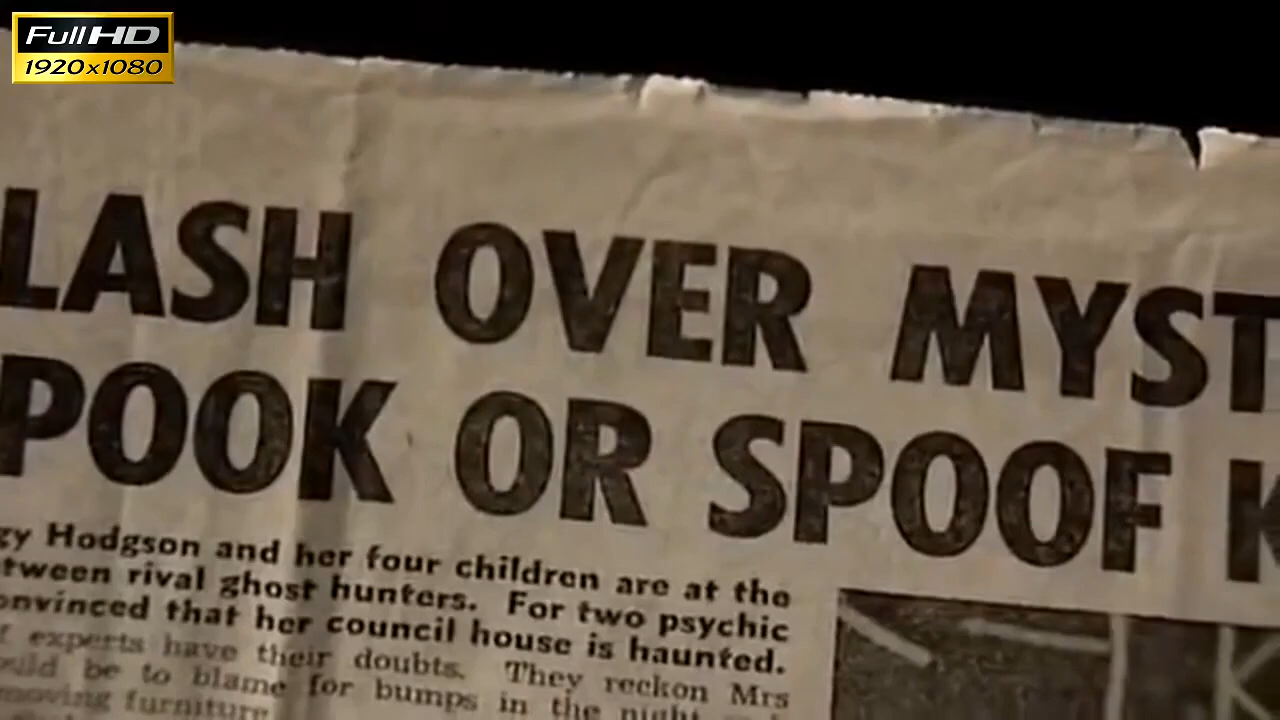 Full HD
1920x1080
LASH OVER MYST
POOK OR SPOOF K
gy Hodgson and her four children are at the
tween rival ghost hunters. For two psychic
onvinced that her council house is haunted.
f experts have their doubts. They reckon Mrs
uld be to blame for bumps in the night
moving furniture